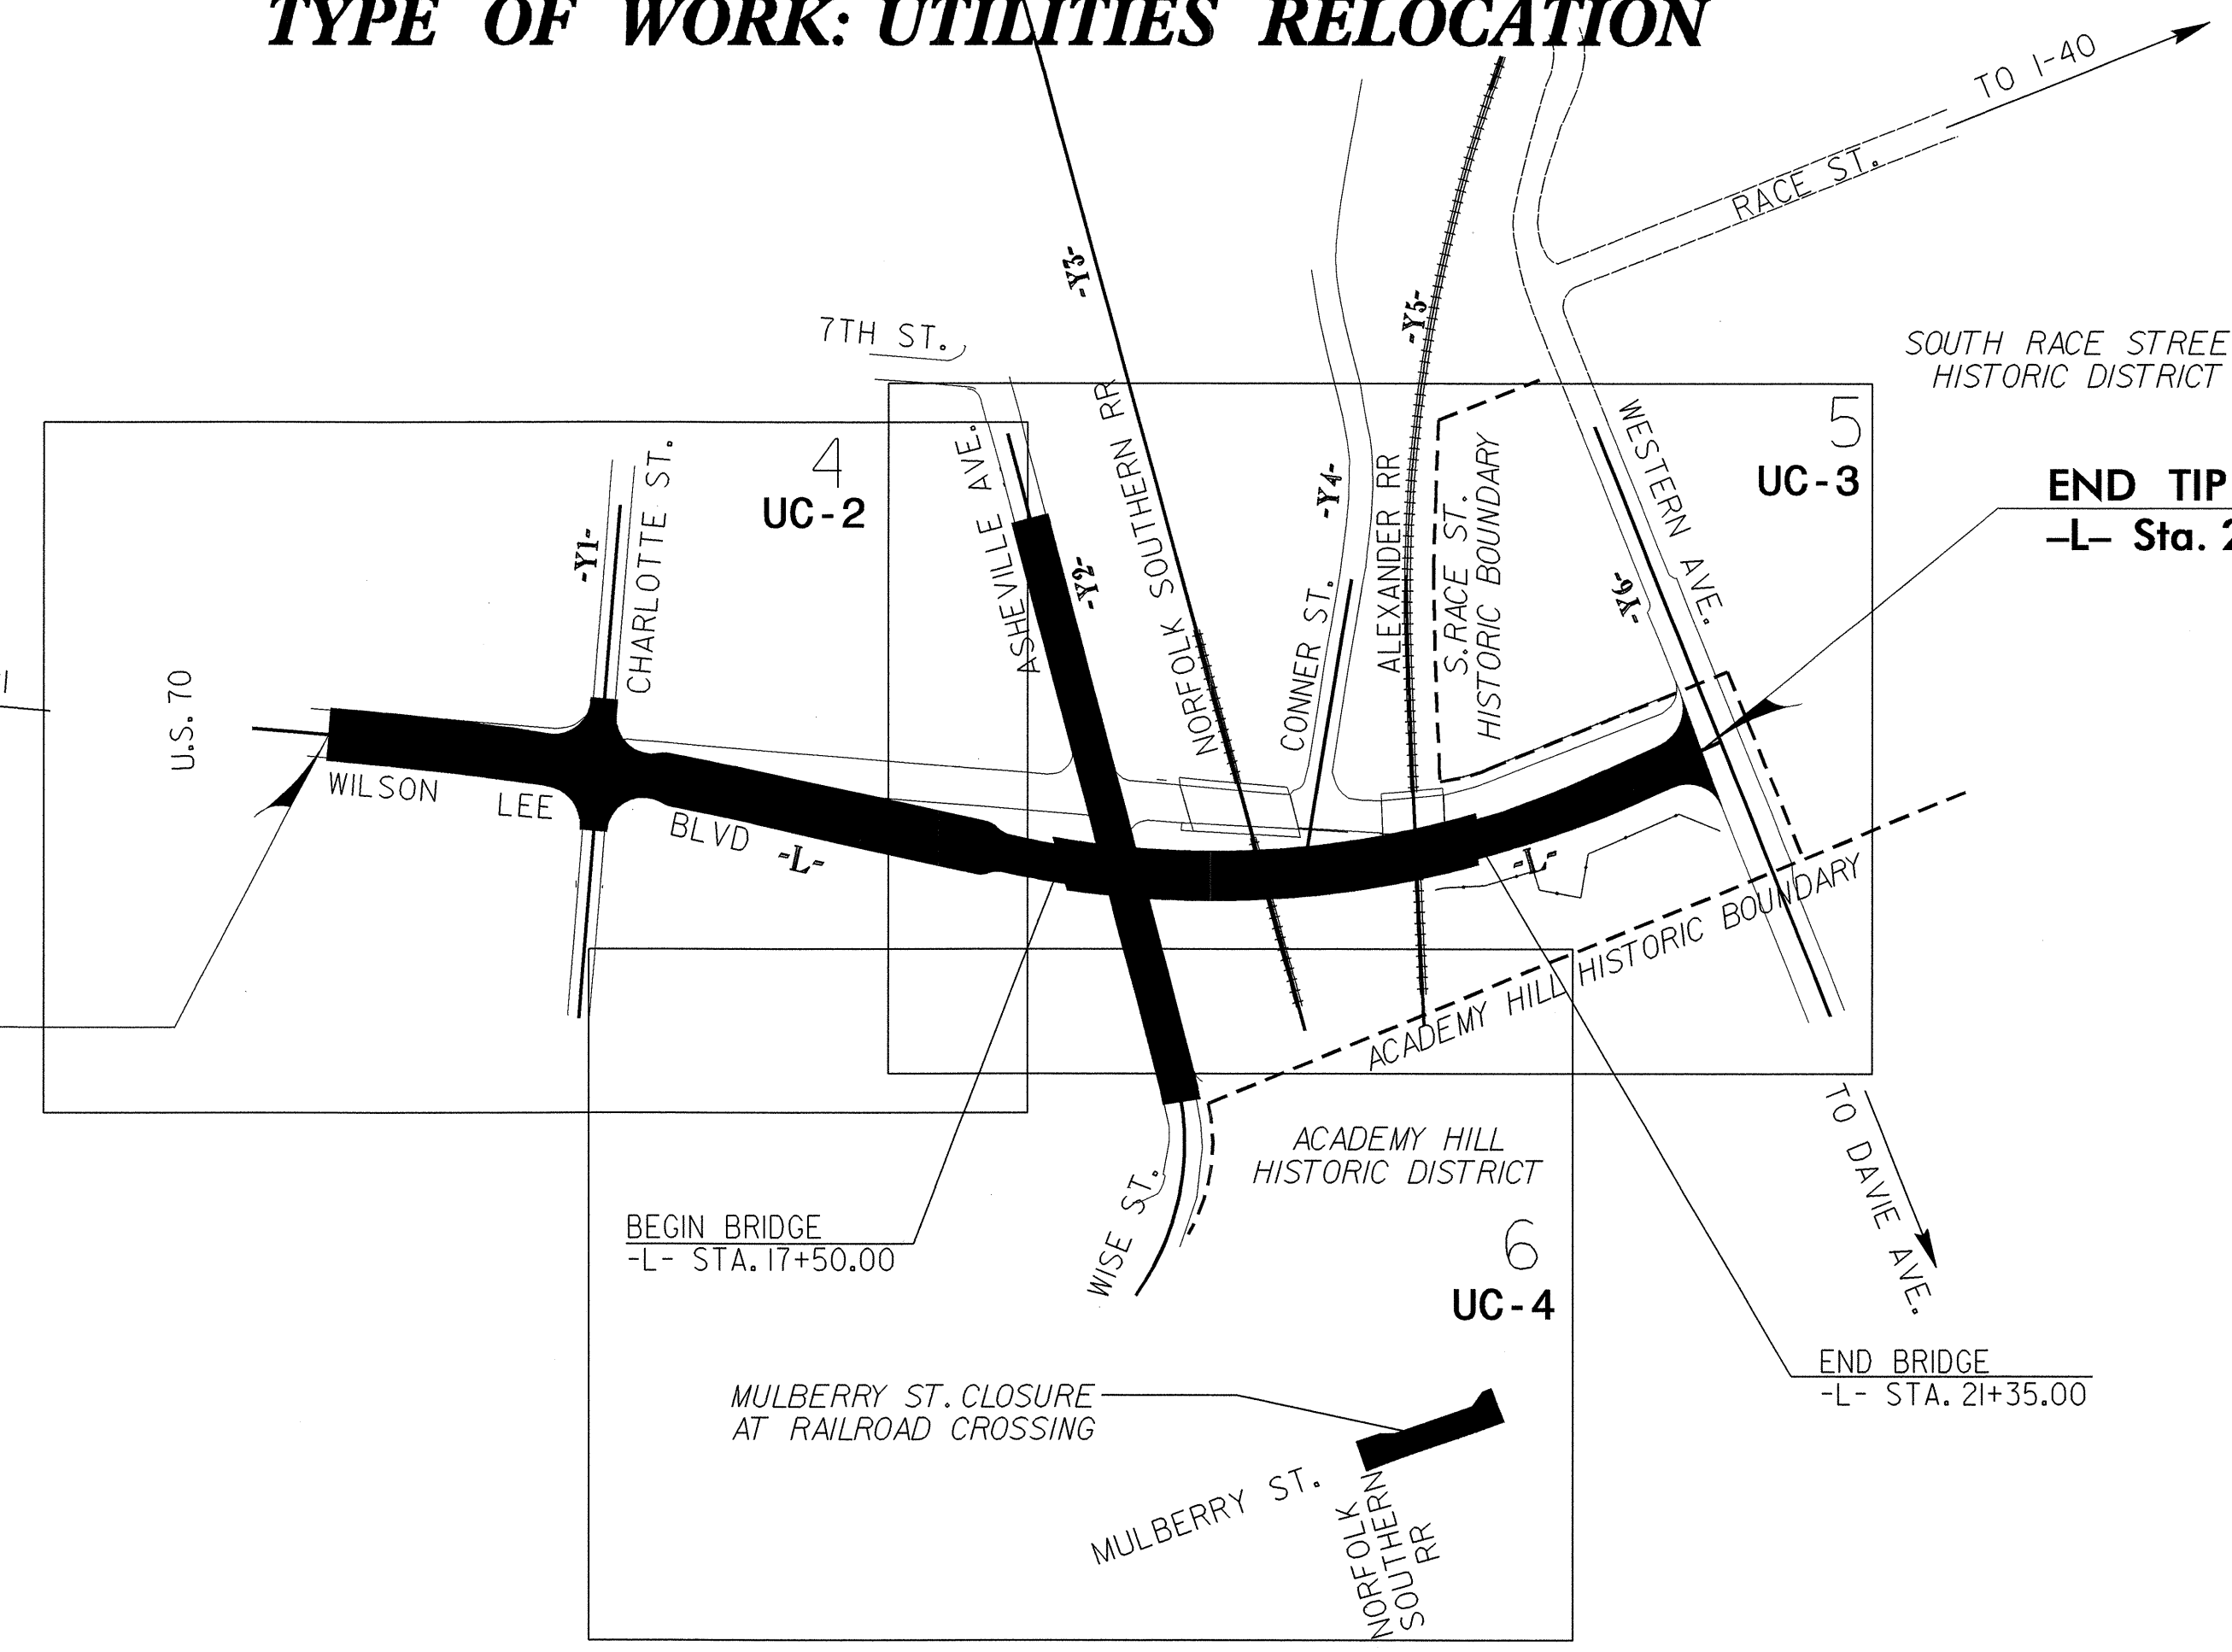 TYPE OF WORK: UTILITIES RELOCATION
TO I-40
RACE ST.
-Y3-
7TH ST.
-Y5-
SOUTH RACE STREE
HISTORIC DISTRICT
4
UC-2
5
UC-3
END TIP
-L- Sta. 2
CHARLOTTE ST.
-Y1-
ASHEVILLE AVE.
-Y2-
NORFOLK SOUTHERN RR
-Y4-
CONNER ST.
ALEXANDER RR
S. RACE ST.
HISTORIC BOUNDARY
WESTERN AVE.
-Y6-
U.S. 70
WILSON LEE BLVD
-L-
-L-
ACADEMY HILL HISTORIC BOUNDARY
ACADEMY HILL
HISTORIC DISTRICT
TO DAVIE AVE.
WISE ST.
BEGIN BRIDGE
-L- STA. 17+50.00
6
UC-4
END BRIDGE
-L- STA. 21+35.00
MULBERRY ST. CLOSURE
AT RAILROAD CROSSING
MULBERRY ST.
NORFOLK
SOUTHERN
RR